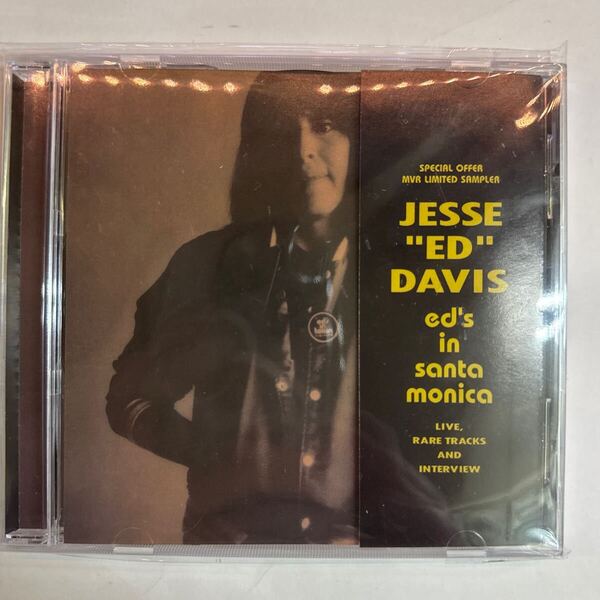 SPECIAL OFFER
MVR LIMITED SAMPLER
JESSE
"ED"
DAVIS
ed's
in
santa
monica
LIVE,
RARE TRACKS
AND
INTERVIEW